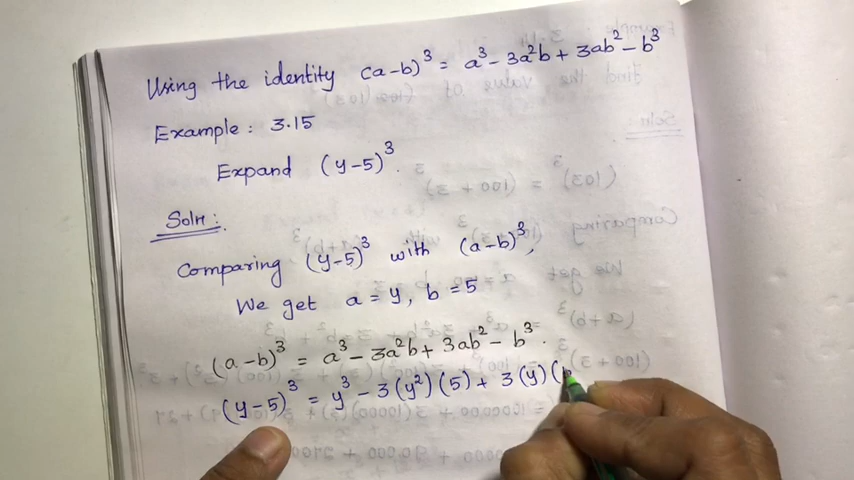 Using the identity (a-b)³ = a³ - 3a²b + 3ab² - b³
Example: 3.15
Expand (y-5)³.
Soln:
Comparing (y-5)³ with (a-b)³,
We get a = y, b = 5
(a-b)³ = a³ - 3a²b + 3ab² - b³.
(y-5)³ = y³ - 3(y²)(5) + 3(y)(